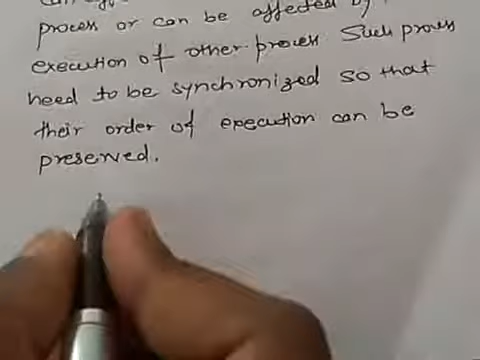 process or can be affected by
execution of other process Such process
need to be synchronized so that
their order of execution can be
preserved.